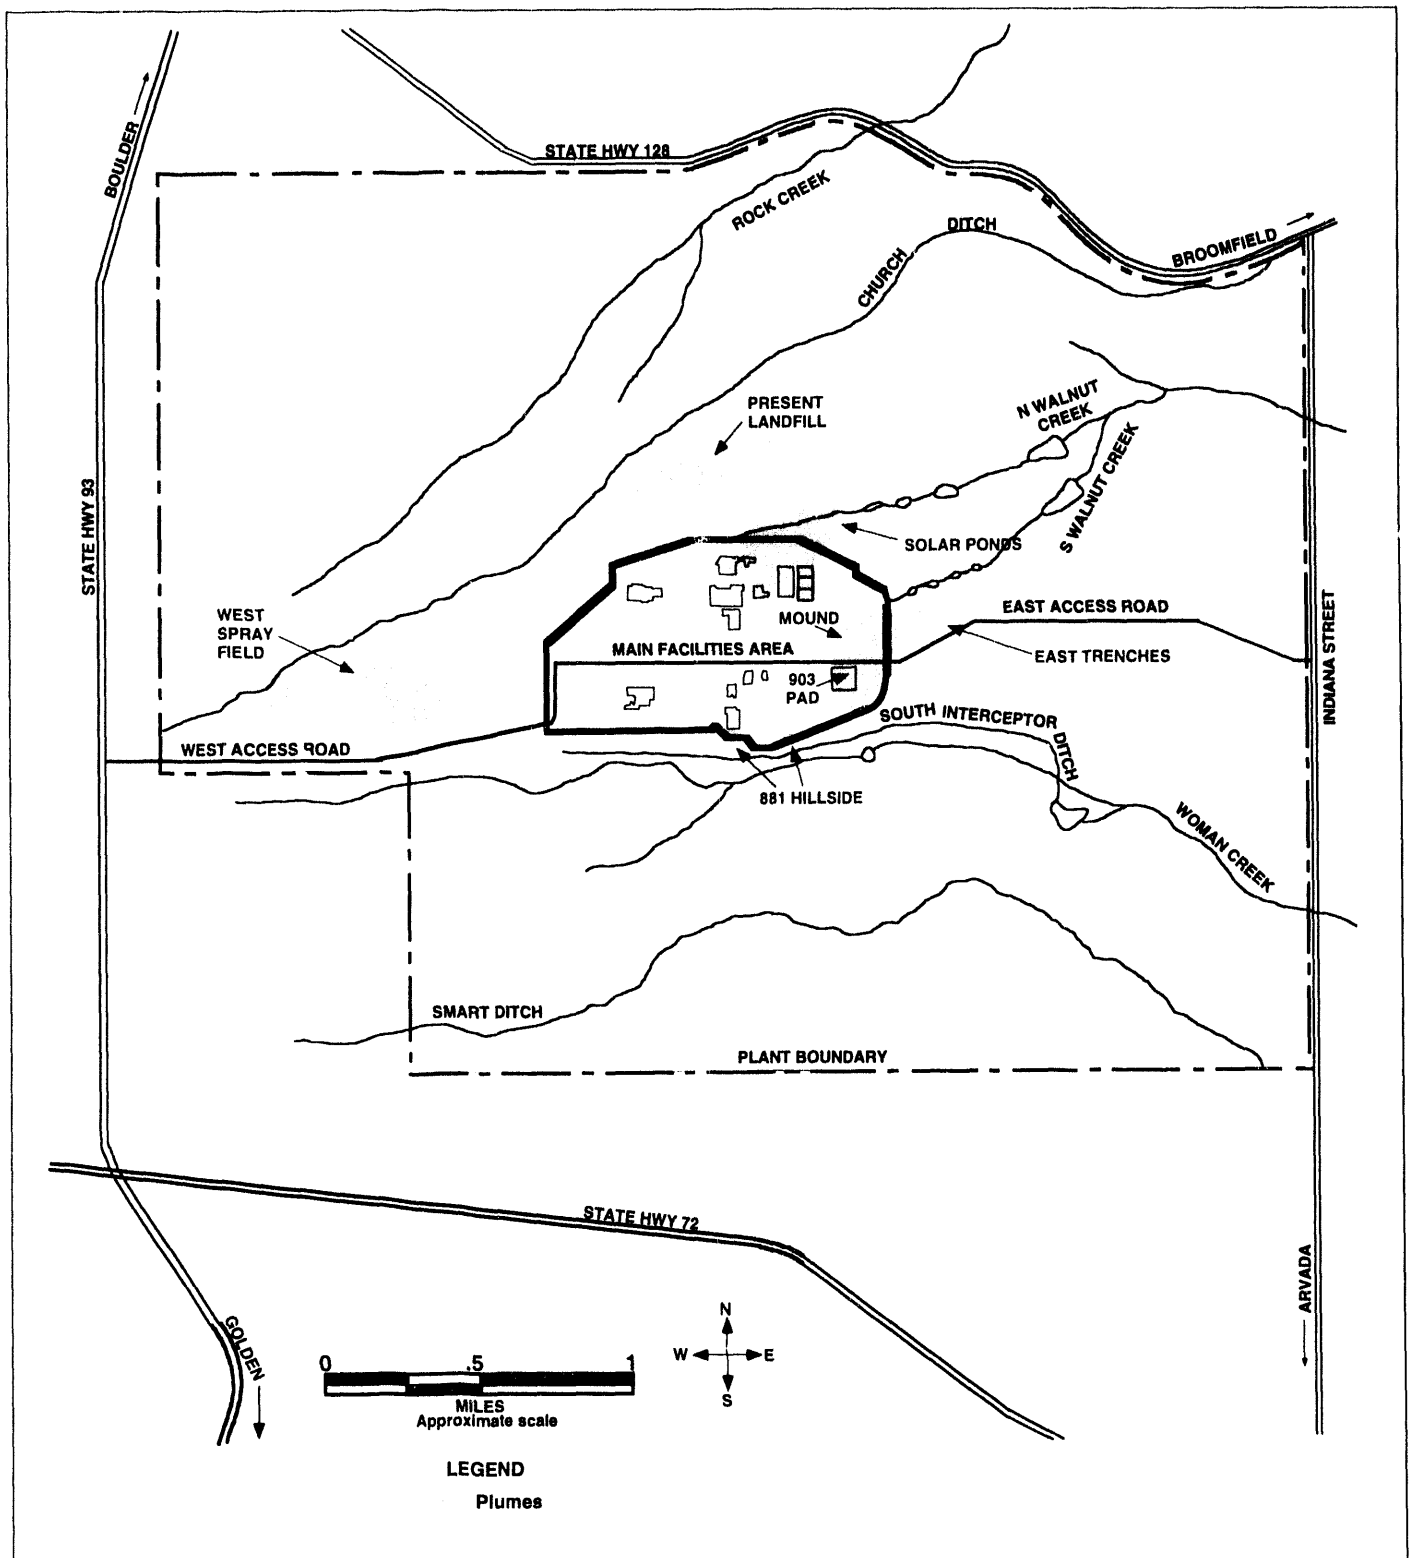 BOULDER
STATE HWY 128
ROCK CREEK
DITCH
CHURCH
BROOMFIELD
PRESENT
LANDFILL
N WALNUT
CREEK
S WALNUT CREEK
STATE HWY 93
SOLAR PONDS
WEST
SPRAY
FIELD
MOUND
EAST ACCESS ROAD
MAIN FACILITIES AREA
EAST TRENCHES
INDIANA STREET
903
PAD
SOUTH INTERCEPTOR
DITCH
WEST ACCESS ROAD
881 HILLSIDE
WOMAN CREEK
SMART DITCH
PLANT BOUNDARY
STATE HWY 72
ARVADA
GOLDEN
N
W E
S
0 .5 1
MILES
Approximate scale
LEGEND
Plumes